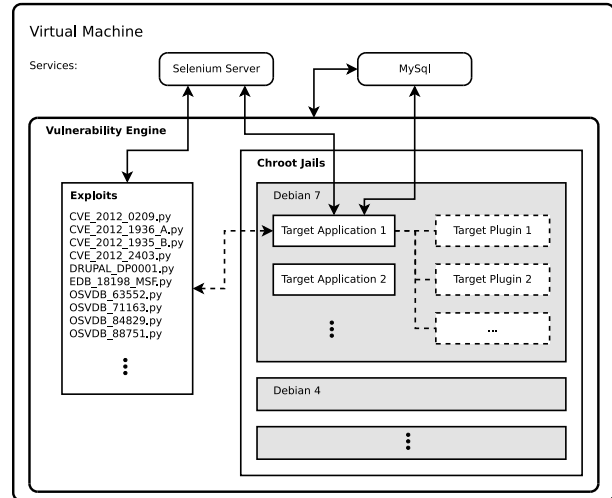 Virtual Machine
Services:
Selenium Server
MySql
Vulnerability Engine
Exploits
CVE_2012_0209.py
CVE_2012_1936_A.py
CVE_2012_1935_B.py
CVE_2012_2403.py
DRUPAL_DP0001.py
EDB_18198_MSF.py
OSVDB_63552.py
OSVDB_71163.py
OSVDB_84829.py
OSVDB_88751.py
Chroot Jails
Debian 7
Target Application 1
Target Plugin 1
Target Application 2
Target Plugin 2
...
Debian 4